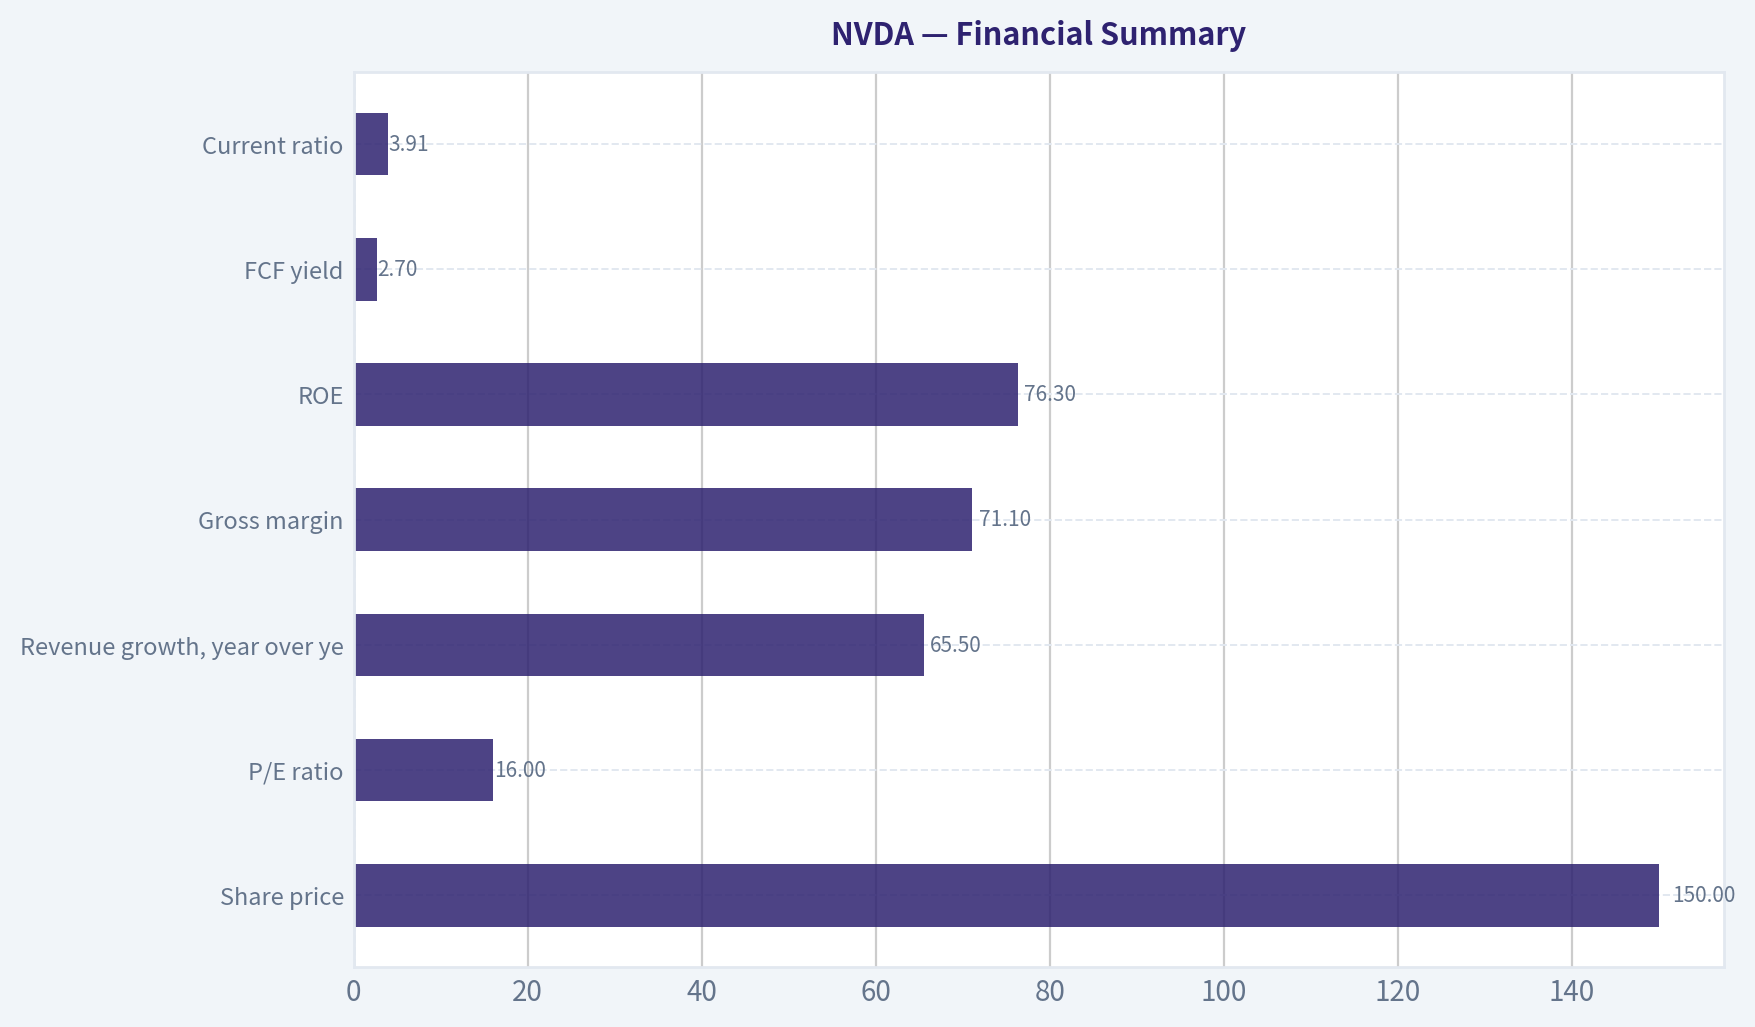 NVDA — Financial Summary
Current ratio 3.91
FCF yield 2.70
ROE 76.30
Gross margin 71.10
Revenue growth, year over ye 65.50
P/E ratio 16.00
Share price 150.00
0 20 40 60 80 100 120 140